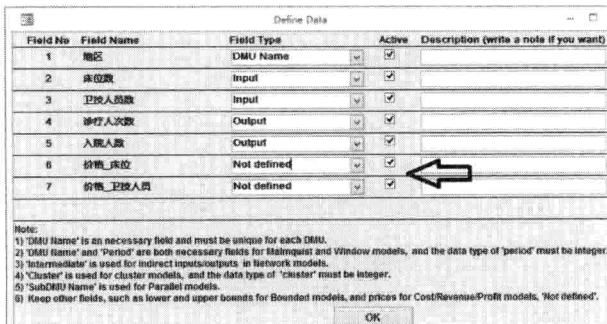 Define Data
Field No Field Name Field Type Active Description (write a note if you want)
1 地区 DMU Name
2 床位数 Input
3 卫技人员数 Input
4 诊疗人次数 Output
5 入院人数 Output
6 价格_床位 Not defined
7 价格_卫技人员 Not defined
Note:
1) 'DMU Name' is an necessary field and must be unique for each DMU.
2) 'DMU Name' and 'Period' are both necessary fields for Malmquist and Window models, and the data type of 'period' must be integer.
3) 'Intermediate' is used for indirect inputs/outputs in Network models.
4) 'Cluster' is used for cluster models, and the data type of 'cluster' must be integer.
5) 'SubDMU Name' is used for Parallel models.
6) Keep other fields, such as lower and upper bounds for Bounded models, and prices for Cost/Revenue/Profit models, 'Not defined'.
OK